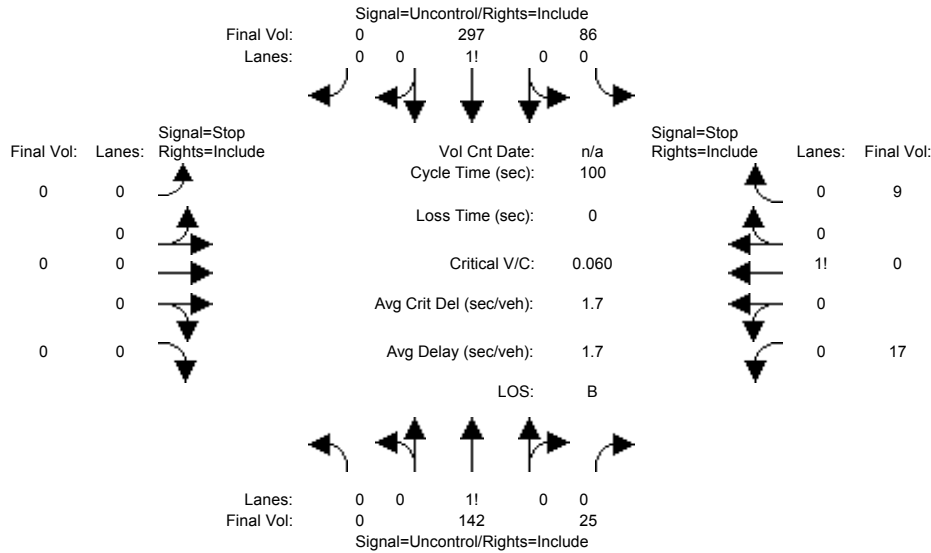 Signal=Uncontrol/Rights=Include
Final Vol: 0 297 86
Lanes: 0 0 1! 0 0
Signal=Stop Signal=Stop
Final Vol: Lanes: Rights=Include Vol Cnt Date: n/a Rights=Include Lanes: Final Vol:
Cycle Time (sec): 100
0 0 0 9
Loss Time (sec): 0
0 0
0 0 Critical V/C: 0.060 1! 0
0 Avg Crit Del (sec/veh): 1.7 0
0 0 Avg Delay (sec/veh): 1.7 0 17
LOS: B
Lanes: 0 0 1! 0 0
Final Vol: 0 142 25
Signal=Uncontrol/Rights=Include